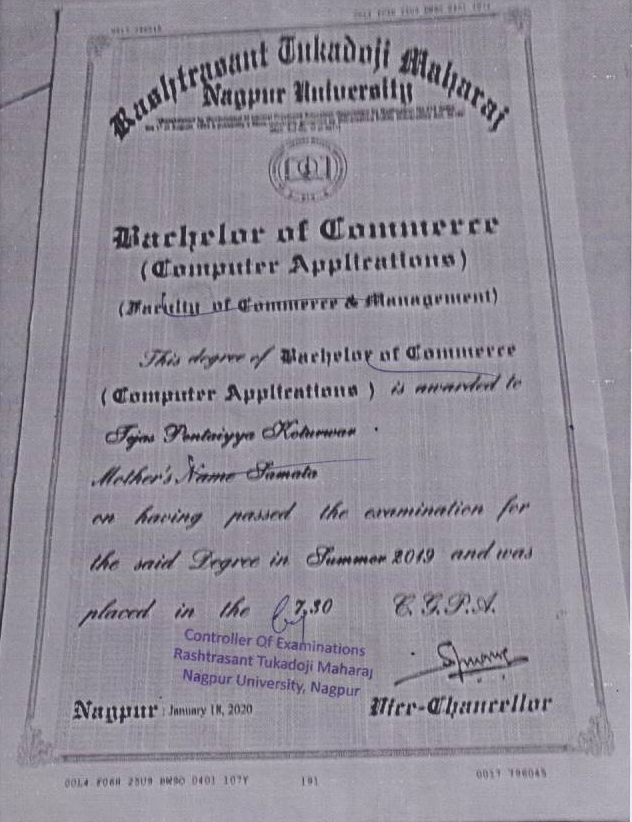 Rashtrasant Tukadoji Maharaj
Nagpur University
Bachelor of Commerce
(Computer Applications)
(Faculty of Commerce & Management)
This degree of Bachelor of Commerce
(Computer Applications) is awarded to
Tejas Pentaiyya Koturwar
Mother's Name Samata
on having passed the examination for
the said Degree in Summer 2019 and was
placed in the 7.30 C.G.P.A.
Controller Of Examinations
Rashtrasant Tukadoji Maharaj
Nagpur University, Nagpur
Nagpur : January 18, 2020 Vice-Chancellor
191